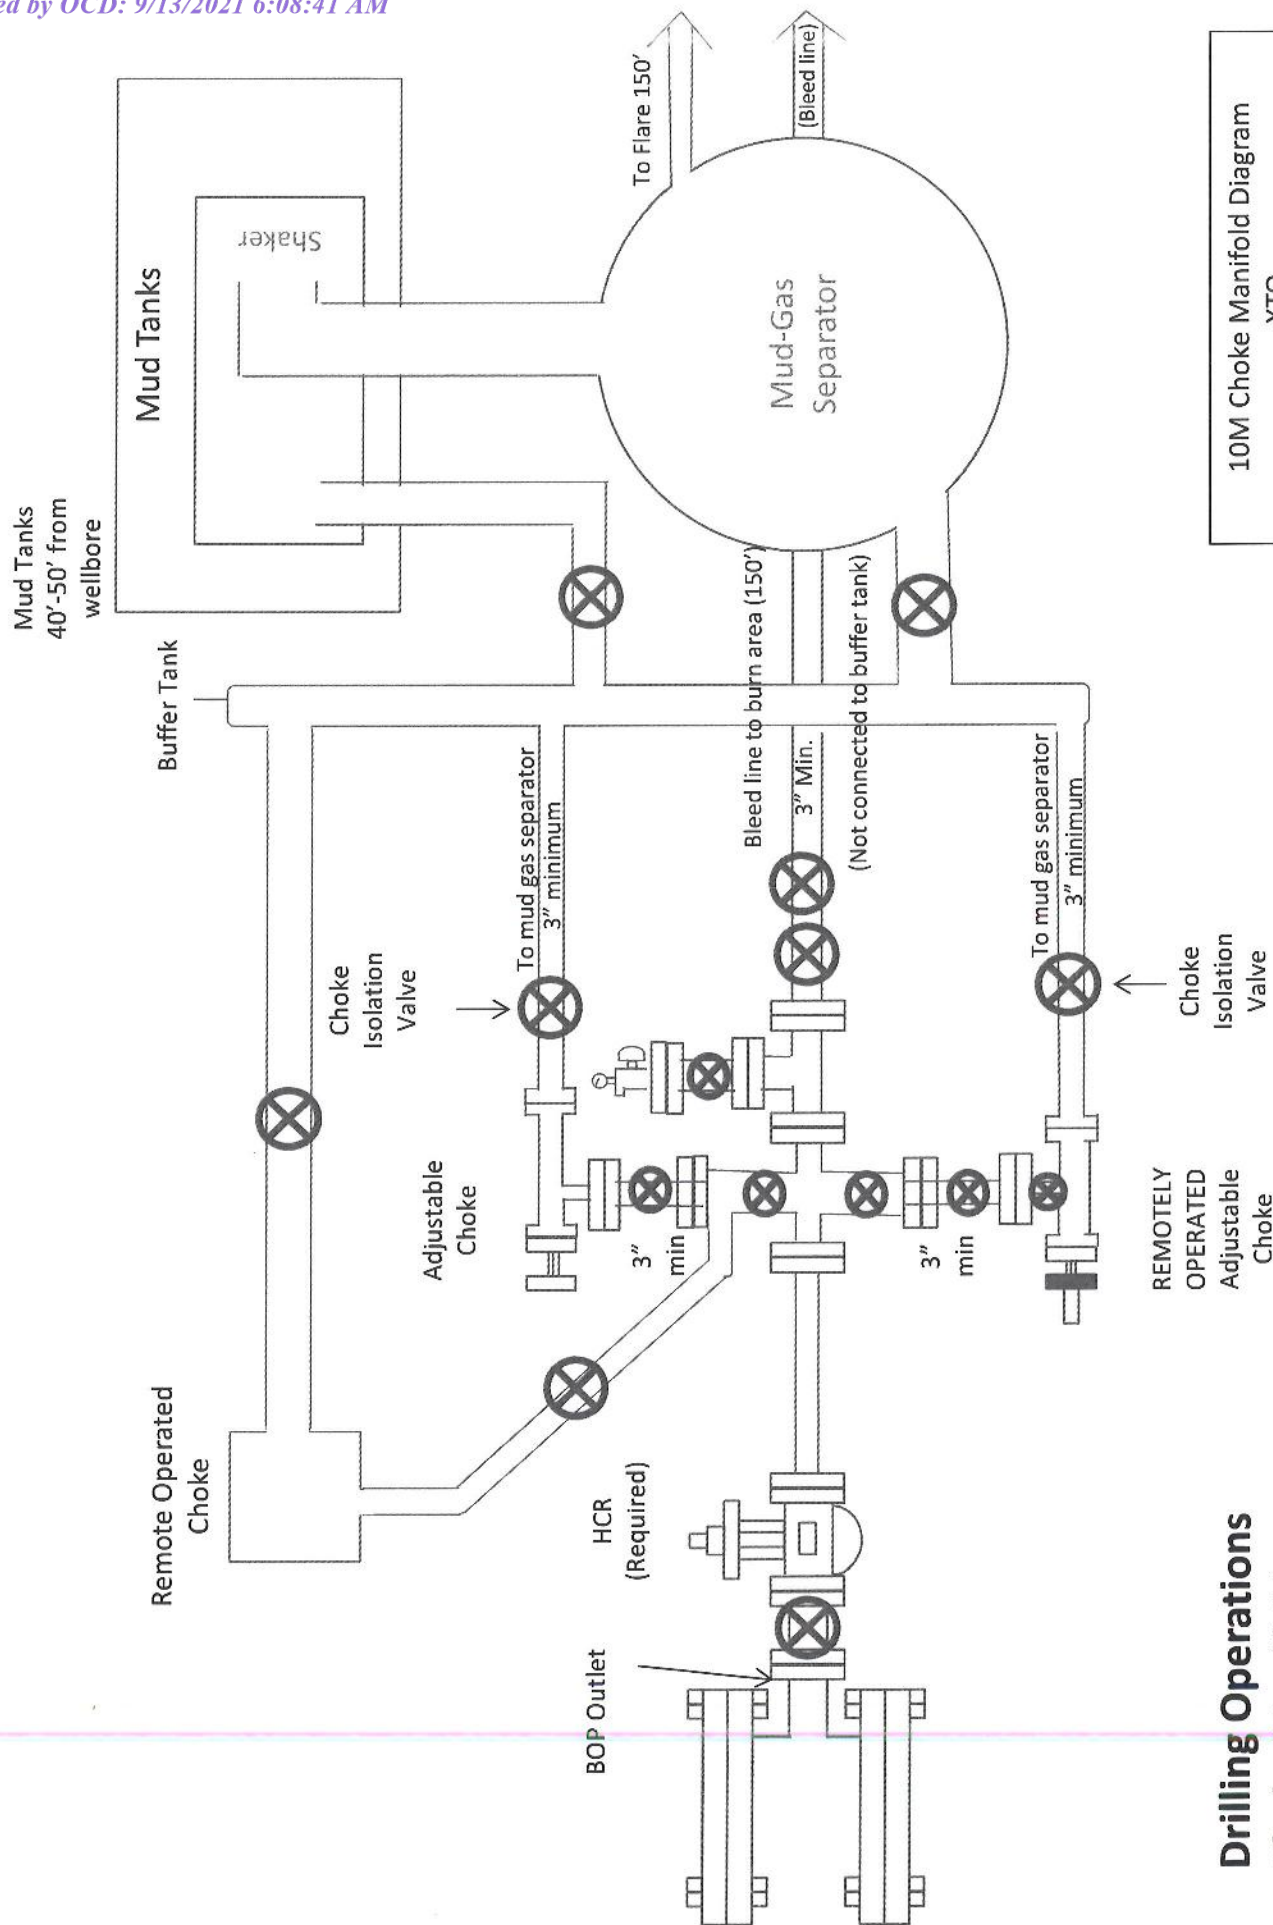 ed by OCD: 9/13/2021 6:08:41 AM
Mud Tanks
40'-50' from
wellbore
Mud Tanks
Shaker
To Flare 150'
(Bleed line)
Mud-Gas
Separator
Buffer Tank
Bleed line to burn area (150')
3" Min.
(Not connected to buffer tank)
To mud gas separator
3" minimum
To mud gas separator
3" minimum
Choke
Isolation
Valve
Choke
Isolation
Valve
Adjustable
Choke
3"
min
3"
min
REMOTELY
OPERATED
Adjustable
Choke
Remote Operated
Choke
HCR
(Required)
BOP Outlet
10M Choke Manifold Diagram
XTO
Drilling Operations